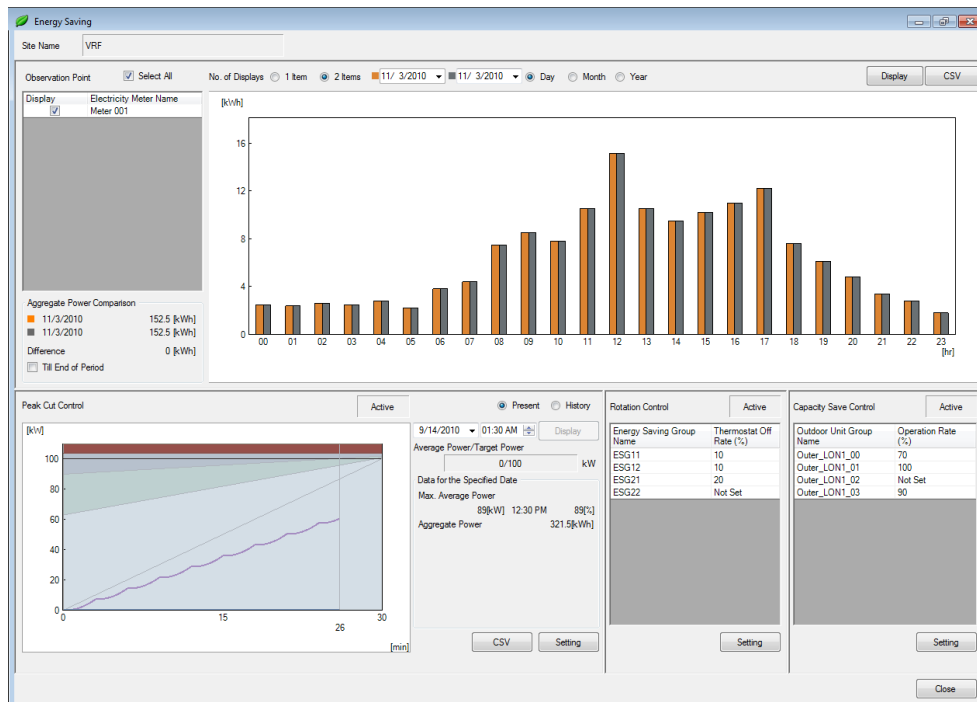 Energy Saving
Site Name VRF
Observation Point Select All No. of Displays 1 Item 2 Items 11/ 3/2010 11/ 3/2010 Day Month Year Display CSV
Display Electricity Meter Name
Meter 001
[kWh]
16
12
8
4
0
00 01 02 03 04 05 06 07 08 09 10 11 12 13 14 15 16 17 18 19 20 21 22 23
[hr]
Aggregate Power Comparison
11/3/2010 152.5 [kWh]
11/3/2010 152.5 [kWh]
Difference 0 [kWh]
Till End of Period
Peak Cut Control Active
[kW]
100
80
60
40
20
0
0 15 30
26
[min]
Present History
9/14/2010 01:30 AM Display
Average Power/Target Power
0/100 kW
Data for the Specified Date
Max. Average Power
89[kW] 12:30 PM 89[%]
Aggregate Power 321.5[kWh]
CSV Setting
Rotation Control Active
Energy Saving Group Name Thermostat Off Rate (%)
ESG11 10
ESG12 10
ESG21 20
ESG22 Not Set
Setting
Capacity Save Control Active
Outdoor Unit Group Name Operation Rate (%)
Outer_LON1_00 70
Outer_LON1_01 100
Outer_LON1_02 Not Set
Outer_LON1_03 90
Setting
Close